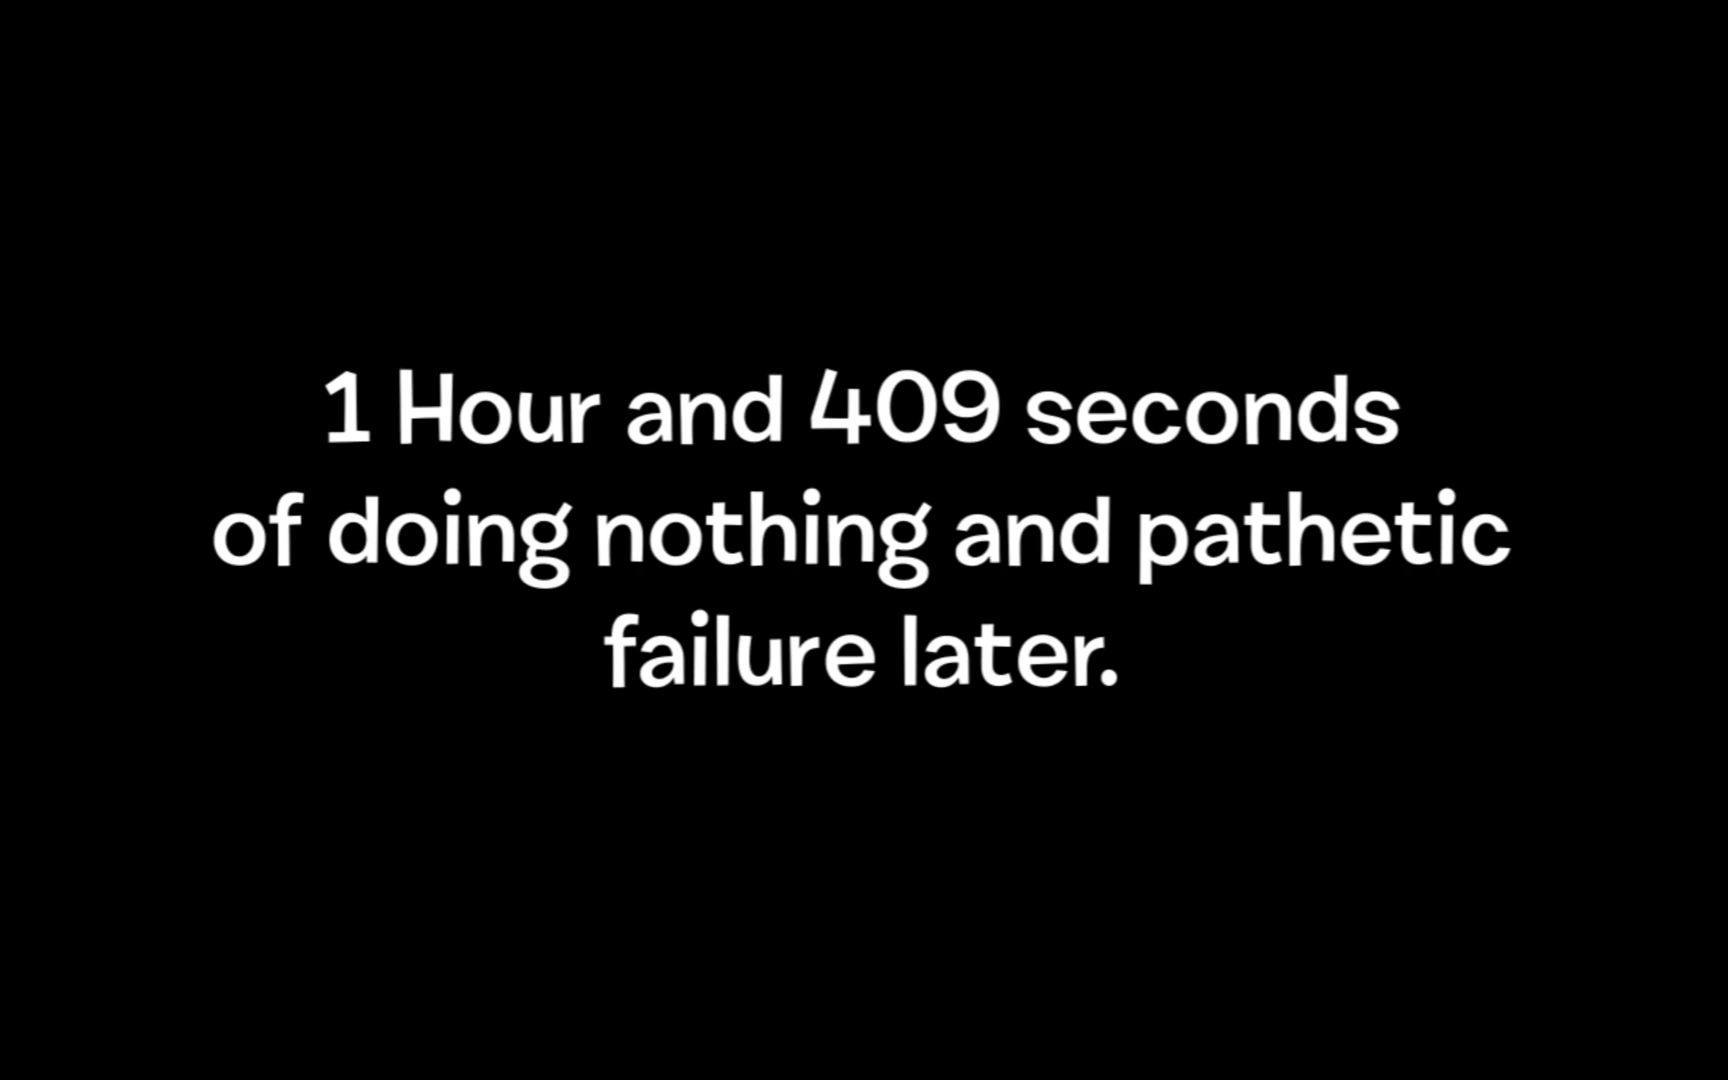 1 Hour and 409 seconds
of doing nothing and pathetic
failure later.